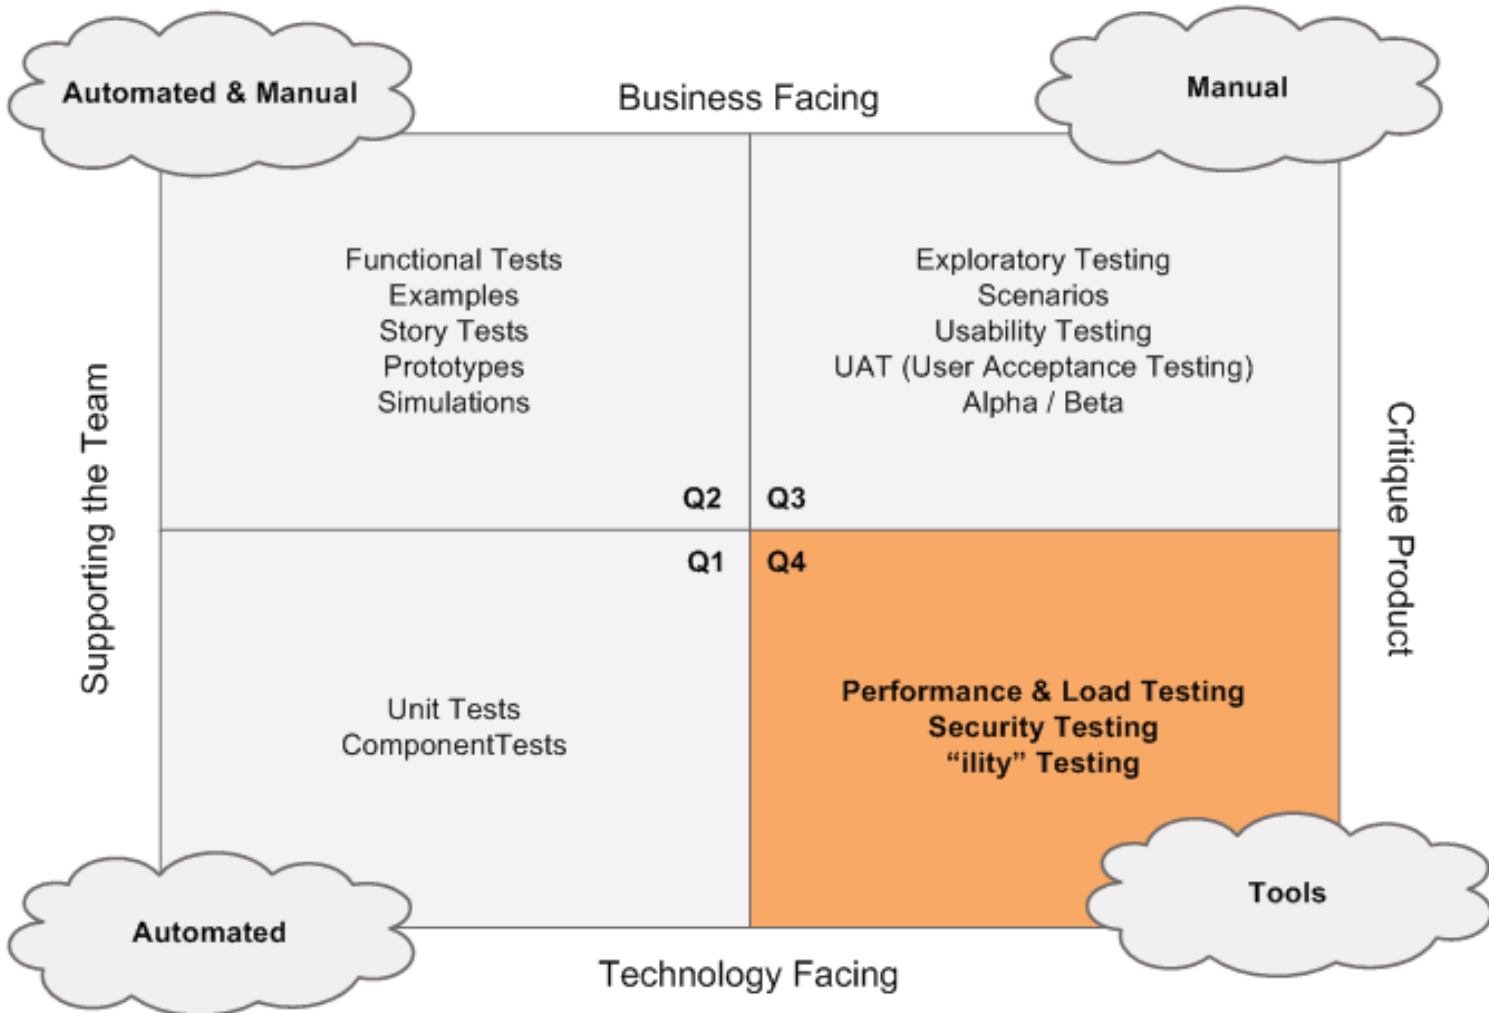 Automated & Manual
Business Facing
Manual
Functional Tests
Examples
Story Tests
Prototypes
Simulations
Exploratory Testing
Scenarios
Usability Testing
UAT (User Acceptance Testing)
Alpha / Beta
Supporting the Team
Critique Product
Q2
Q3
Q1
Q4
Unit Tests
ComponentTests
Performance & Load Testing
Security Testing
“ility” Testing
Automated
Tools
Technology Facing